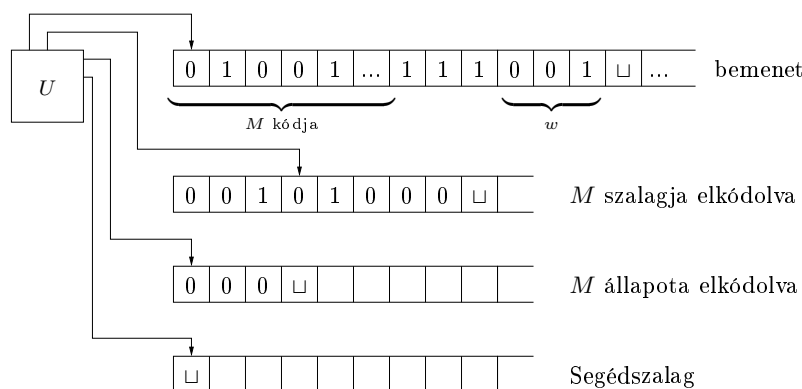 U
0 1 0 0 1 ... 1 1 1 0 0 1 ⊔ ... bemenet
M kódja w
0 0 1 0 1 0 0 0 ⊔ M szalagja elkódolva
0 0 0 ⊔ M állapota elkódolva
⊔ Segédszalag